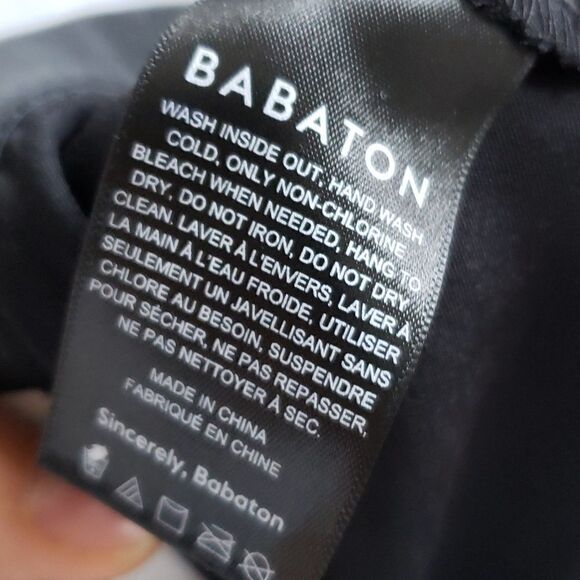 BABATON
WASH INSIDE OUT, HAND WASH
COLD, ONLY NON-CHLORINE
BLEACH WHEN NEEDED, HANG TO
DRY, DO NOT IRON, DO NOT DRY
CLEAN. LAVER À L'ENVERS, LAVER À
LA MAIN À L'EAU FROIDE, UTILISER
SEULEMENT UN JAVELLISANT SANS
CHLORE AU BESOIN, SUSPENDRE
POUR SÉCHER, NE PAS REPASSER,
NE PAS NETTOYER À SEC.
MADE IN CHINA
FABRIQUÉ EN CHINE
Sincerely, Babaton